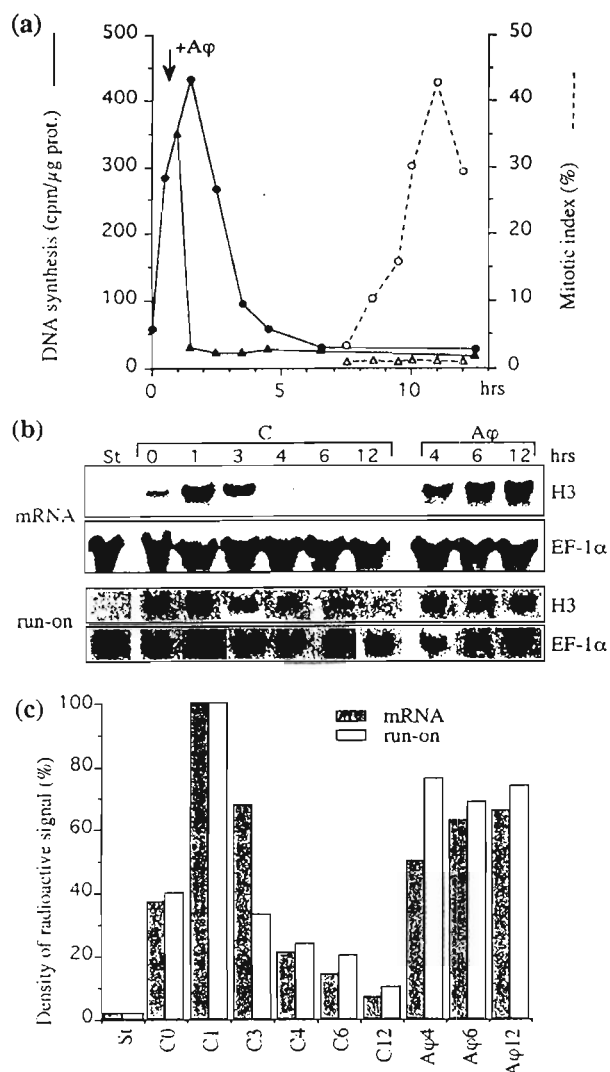 (a)
+Aφ
DNA synthesis (cpm/μg prot.)
500
400
300
200
100
0
50
40
30
20
10
0
Mitotic index (%)
0 5 10 hrs
(b)
C Aφ
St 0 1 3 4 6 12 4 6 12 hrs
mRNA
H3
EF-1α
run-on
H3
EF-1α
(c)
Density of radioactive signal (%)
100
80
60
40
20
0
mRNA
run-on
St C0 C1 C3 C4 C6 C12 Aφ4 Aφ6 Aφ12